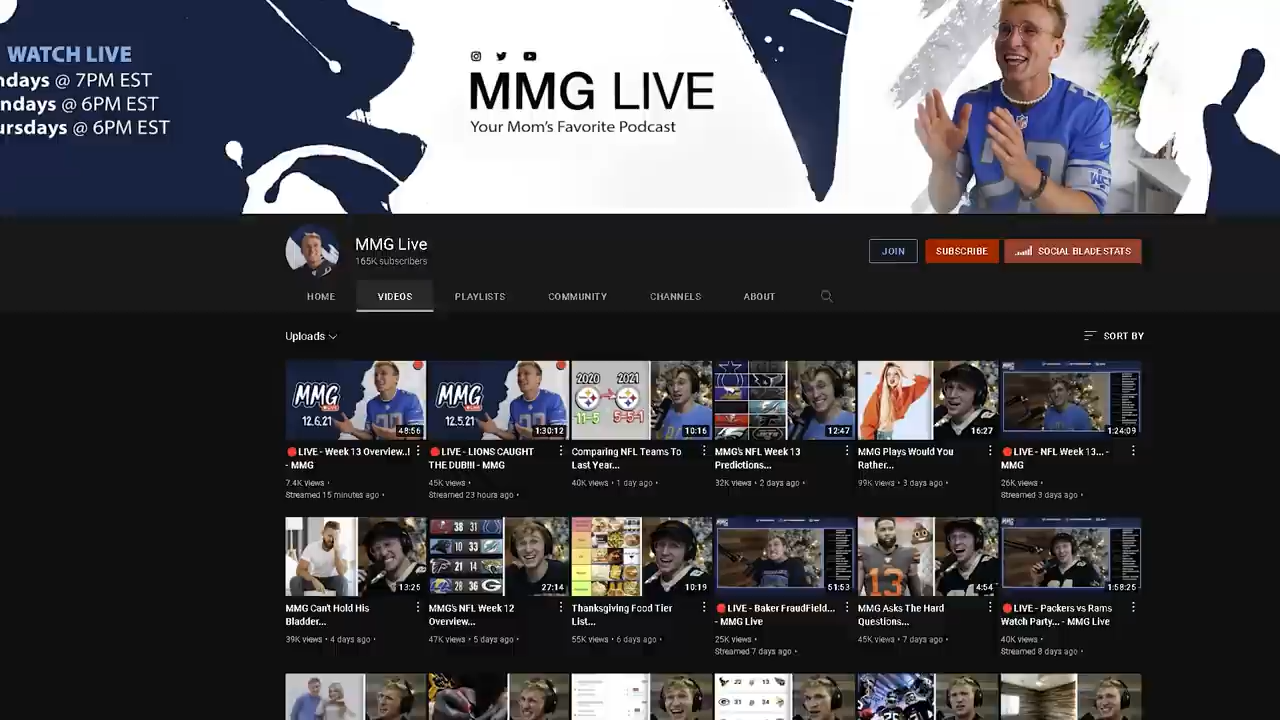 WATCH LIVE
ndays @ 7PM EST
ndays @ 6PM EST
ursdays @ 6PM EST
MMG LIVE
Your Mom's Favorite Podcast
MMG Live
165K subscribers
JOIN
SUBSCRIBE
SOCIAL BLADE STATS
HOME
VIDEOS
PLAYLISTS
COMMUNITY
CHANNELS
ABOUT
Uploads
SORT BY
MMG
12.6.21
48:56
MMG
12.5.21
1:30:12
2020
2021
11-5
5-5-1
10:16
12:47
16:27
1:24:09
🔴LIVE - Week 13 Overview..! - MMG
7.4K views •
Streamed 15 minutes ago •
🔴LIVE - LIONS CAUGHT THE DUB!!! - MMG
45K views •
Streamed 23 hours ago •
Comparing NFL Teams To Last Year...
40K views • 1 day ago •
MMG's NFL Week 13 Predictions...
32K views • 2 days ago •
MMG Plays Would You Rather...
99K views • 3 days ago •
🔴LIVE - NFL Week 13... - MMG
26K views •
Streamed 3 days ago •
13:25
38 31
10 33
21 14
28 36
27:14
10:19
51:53
13
4:54
1:58:26
MMG Can't Hold His Bladder...
39K views • 4 days ago •
MMG's NFL Week 12 Overview...
47K views • 5 days ago •
Thanksgiving Food Tier List...
55K views • 6 days ago •
🔴LIVE - Baker FraudField... - MMG Live
25K views •
Streamed 7 days ago •
MMG Asks The Hard Questions...
45K views • 7 days ago •
🔴LIVE - Packers vs Rams Watch Party... - MMG Live
40K views •
Streamed 8 days ago •
22 13
31 34